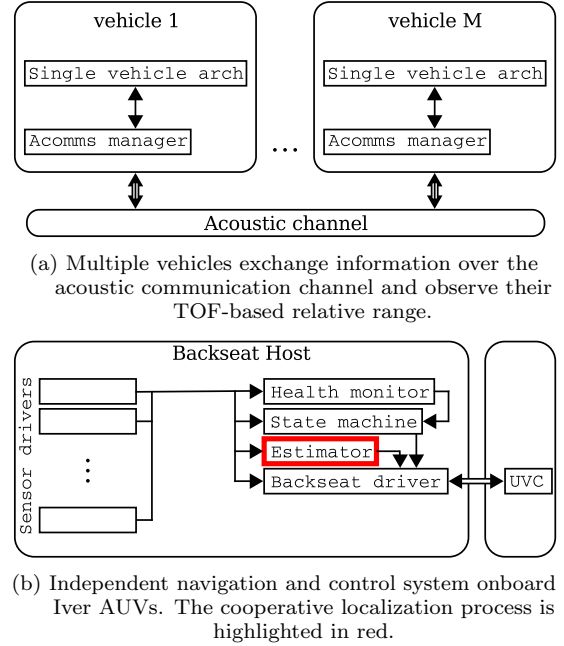 vehicle 1
vehicle M
Single vehicle arch
Single vehicle arch
Acomms manager
...
Acomms manager
Acoustic channel
(a) Multiple vehicles exchange information over the
acoustic communication channel and observe their
TOF-based relative range.
Backseat Host
Sensor drivers
Health monitor
State machine
Estimator
Backseat driver
UVC
(b) Independent navigation and control system onboard
Iver AUVs. The cooperative localization process is
highlighted in red.